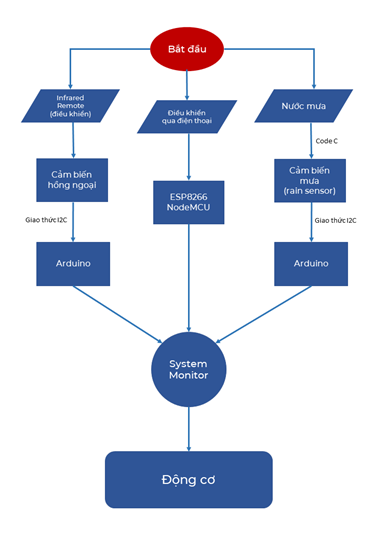 Bắt đầu
Infrared
Remote
(điều khiển)
Điều khiển
qua điện thoại
Nước mưa
Code C
Cảm biến
hồng ngoại
ESP8266
NodeMCU
Cảm biến
mưa
(rain sensor)
Giao thức I2C
Giao thức I2C
Arduino
Arduino
System
Monitor
Động cơ